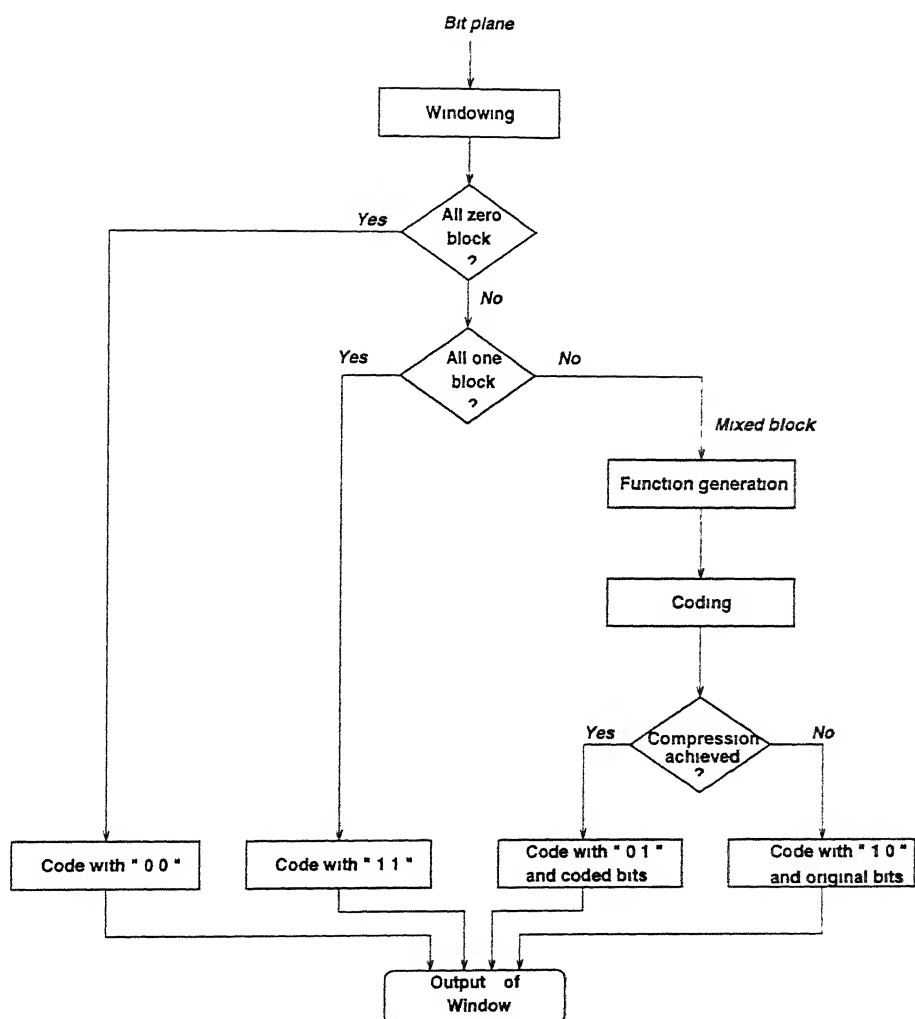 Bit plane
Windowing
Yes
All zero
block
?
No
Yes
All one
block
?
No
Mixed block
Function generation
Coding
Yes
Compression
achieved
?
No
Code with " 0 0 "
Code with " 1 1 "
Code with " 0 1 "
and coded bits
Code with " 1 0 "
and original bits
Output of
Window